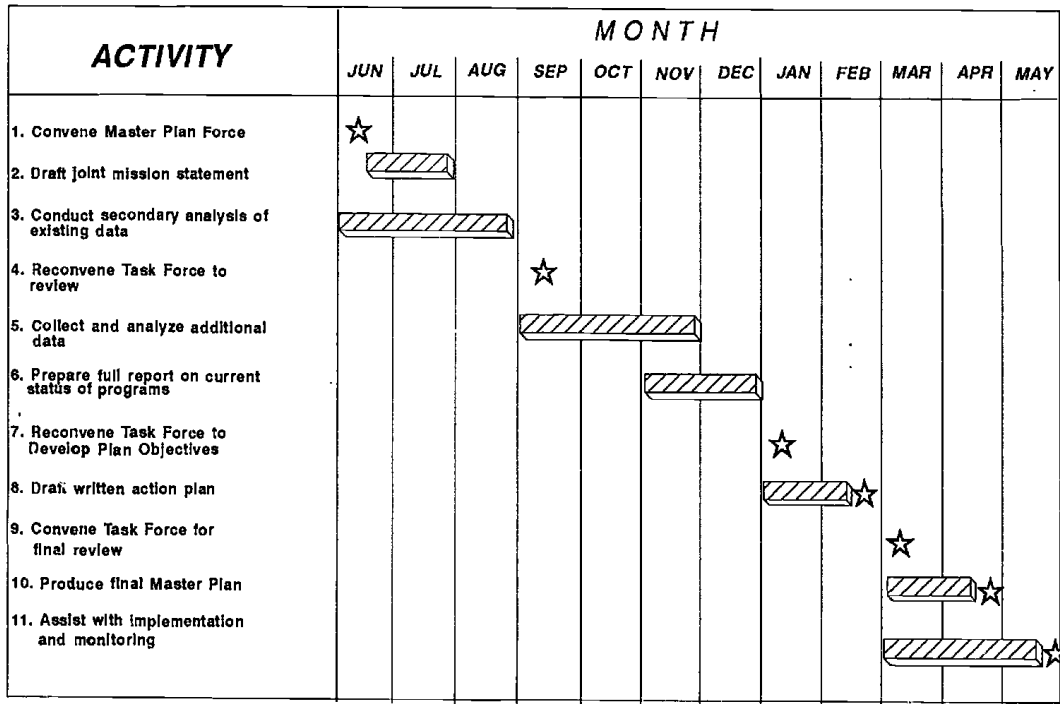 MONTH
ACTIVITY
JUN JUL AUG SEP OCT NOV DEC JAN FEB MAR APR MAY
1. Convene Master Plan Force
2. Draft joint mission statement
3. Conduct secondary analysis of
existing data
4. Reconvene Task Force to
review
5. Collect and analyze additional
data
6. Prepare full report on current
status of programs
7. Reconvene Task Force to
Develop Plan Objectives
8. Draft written action plan
9. Convene Task Force for
final review
10. Produce final Master Plan
11. Assist with implementation
and monitoring